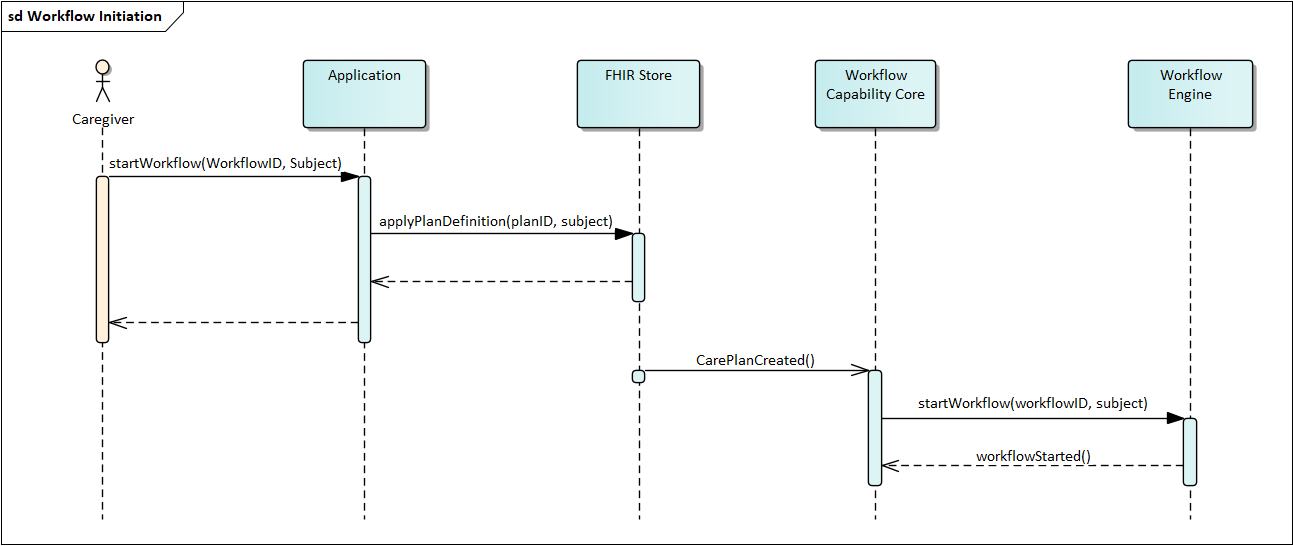 sd Workflow Initiation
Caregiver
Application
FHIR Store
Workflow
Capability Core
Workflow
Engine
startWorkflow(WorkflowID, Subject)
applyPlanDefinition(planID, subject)
CarePlanCreated()
startWorkflow(workflowID, subject)
workflowStarted()